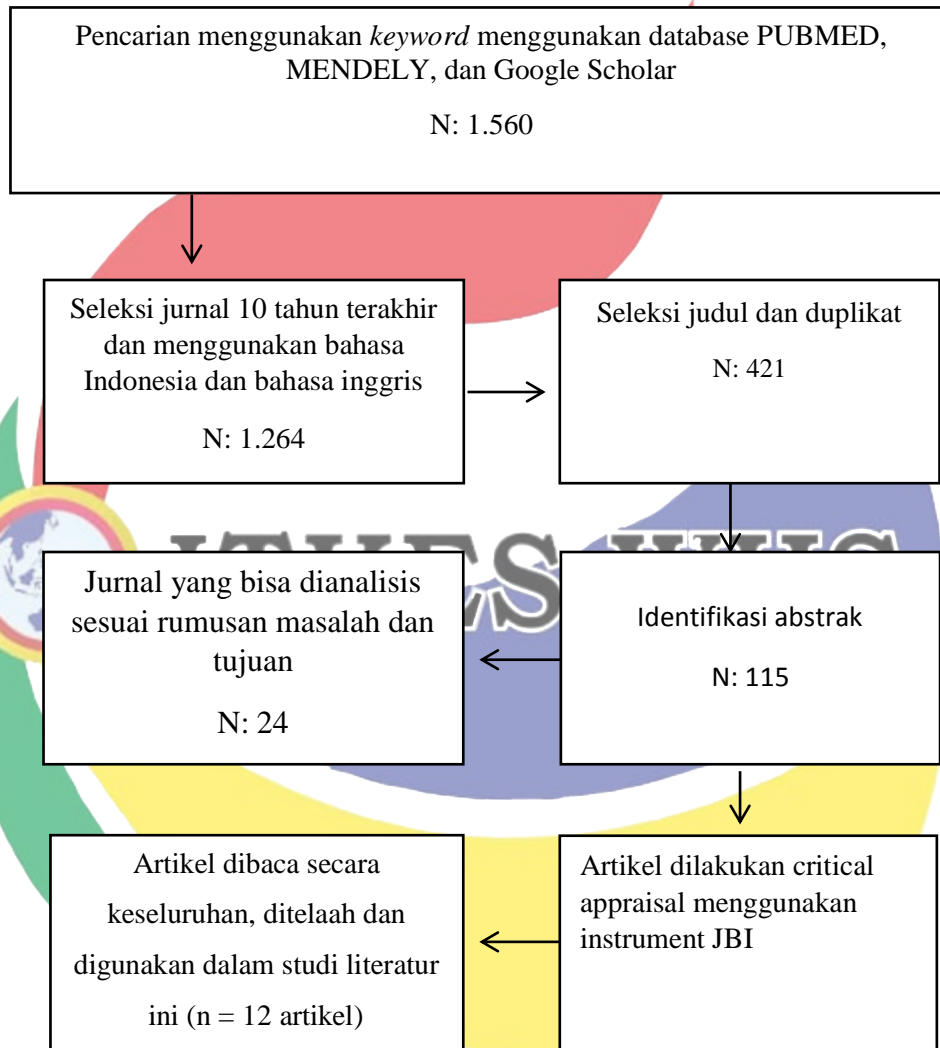 Pencarian menggunakan keyword menggunakan database PUBMED,
MENDELY, dan Google Scholar
N: 1.560
Seleksi jurnal 10 tahun terakhir
dan menggunakan bahasa
Indonesia dan bahasa inggris
N: 1.264
Seleksi judul dan duplikat
N: 421
Identifikasi abstrak
N: 115
Jurnal yang bisa dianalisis
sesuai rumusan masalah dan
tujuan
N: 24
Artikel dilakukan critical
appraisal menggunakan
instrument JBI
Artikel dibaca secara
keseluruhan, ditelaah dan
digunakan dalam studi literatur
ini (n = 12 artikel)